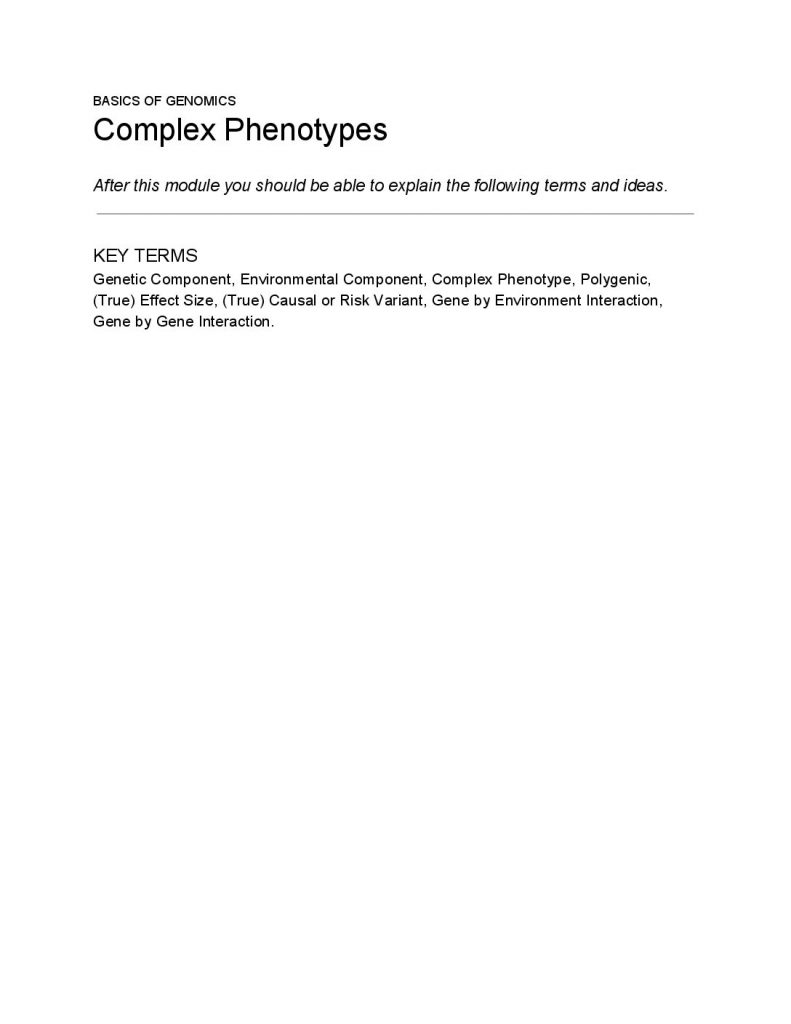 BASICS OF GENOMICS
Complex Phenotypes
After this module you should be able to explain the following terms and ideas.
KEY TERMS
Genetic Component, Environmental Component, Complex Phenotype, Polygenic,
(True) Effect Size, (True) Causal or Risk Variant, Gene by Environment Interaction,
Gene by Gene Interaction.